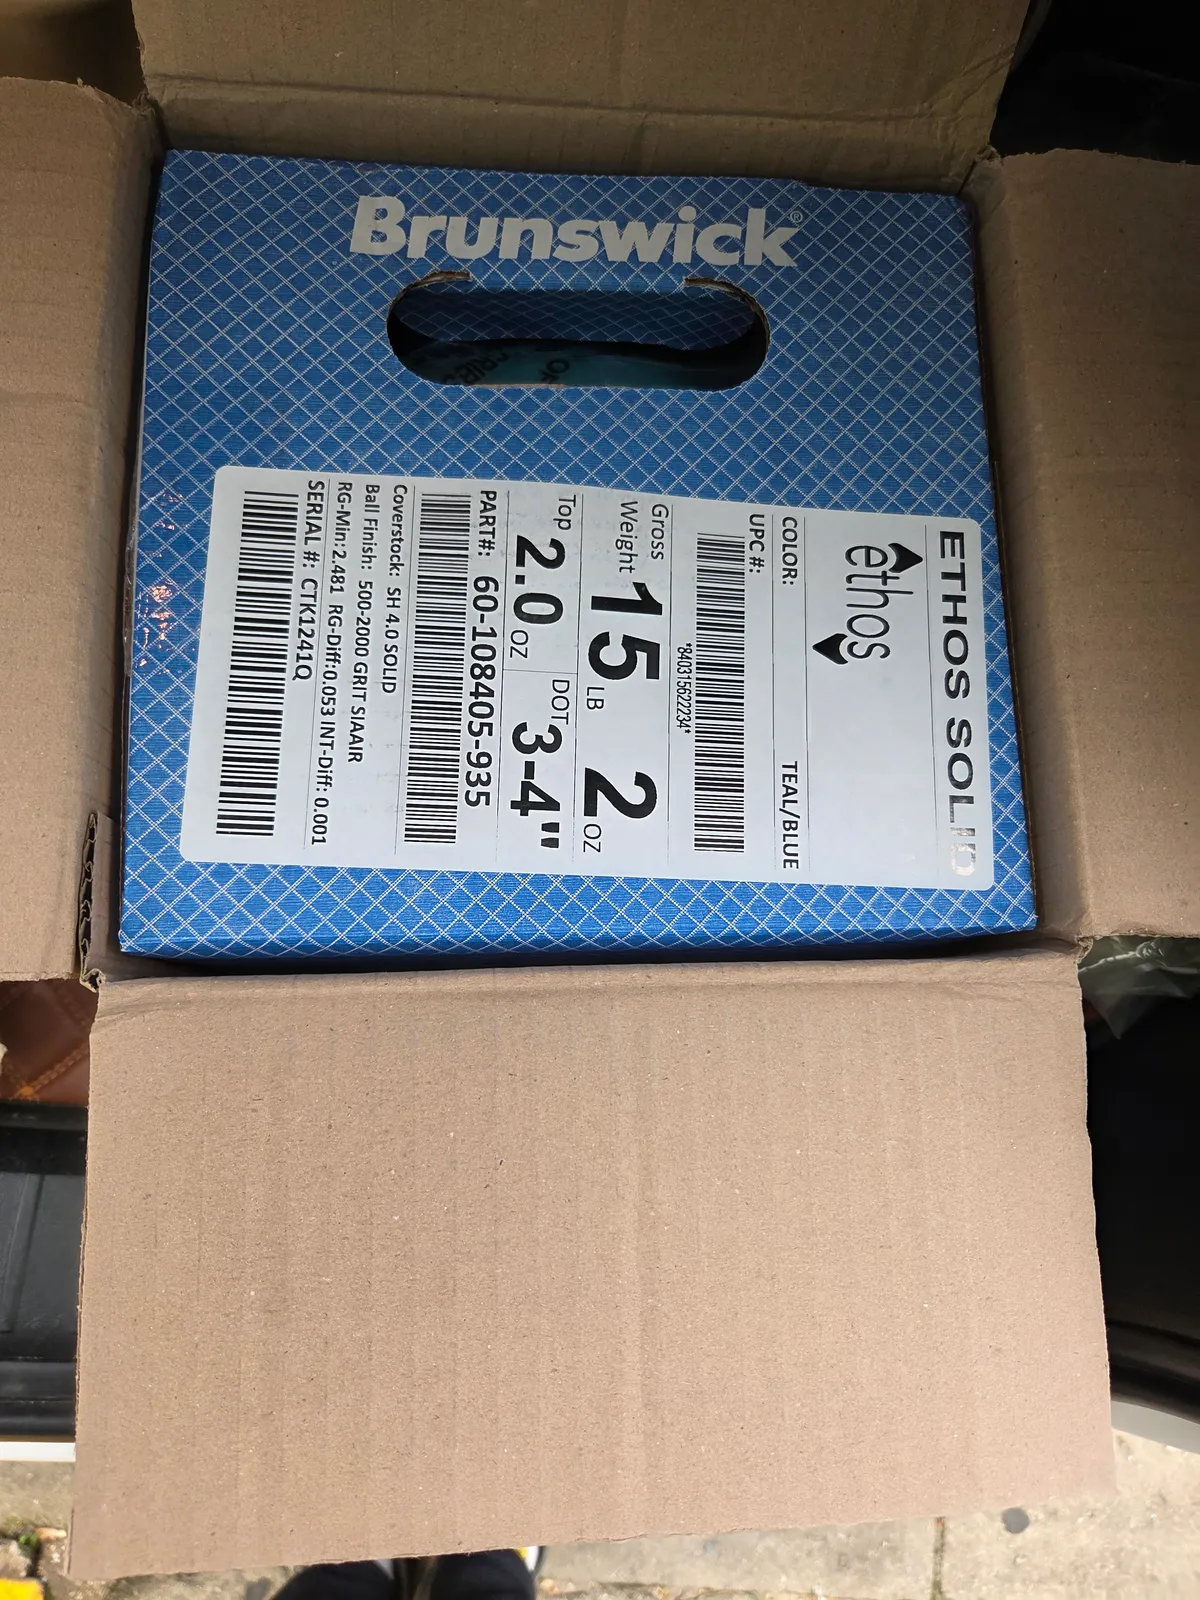 Brunswick®
ETHOS SOLID
ethos
COLOR: TEAL/BLUE
UPC #:
*840315622234*
Gross Weight 15 LB 2 OZ
Top 2.0 OZ DOT 3-4"
PART#: 60-108405-935
Coverstock: SH 4.0 SOLID
Ball Finish: 500-2000 GRIT SIAAIR
RG-Min:2.481 RG-Diff:0.053 INT-Diff: 0.001
SERIAL #: CTK1241Q